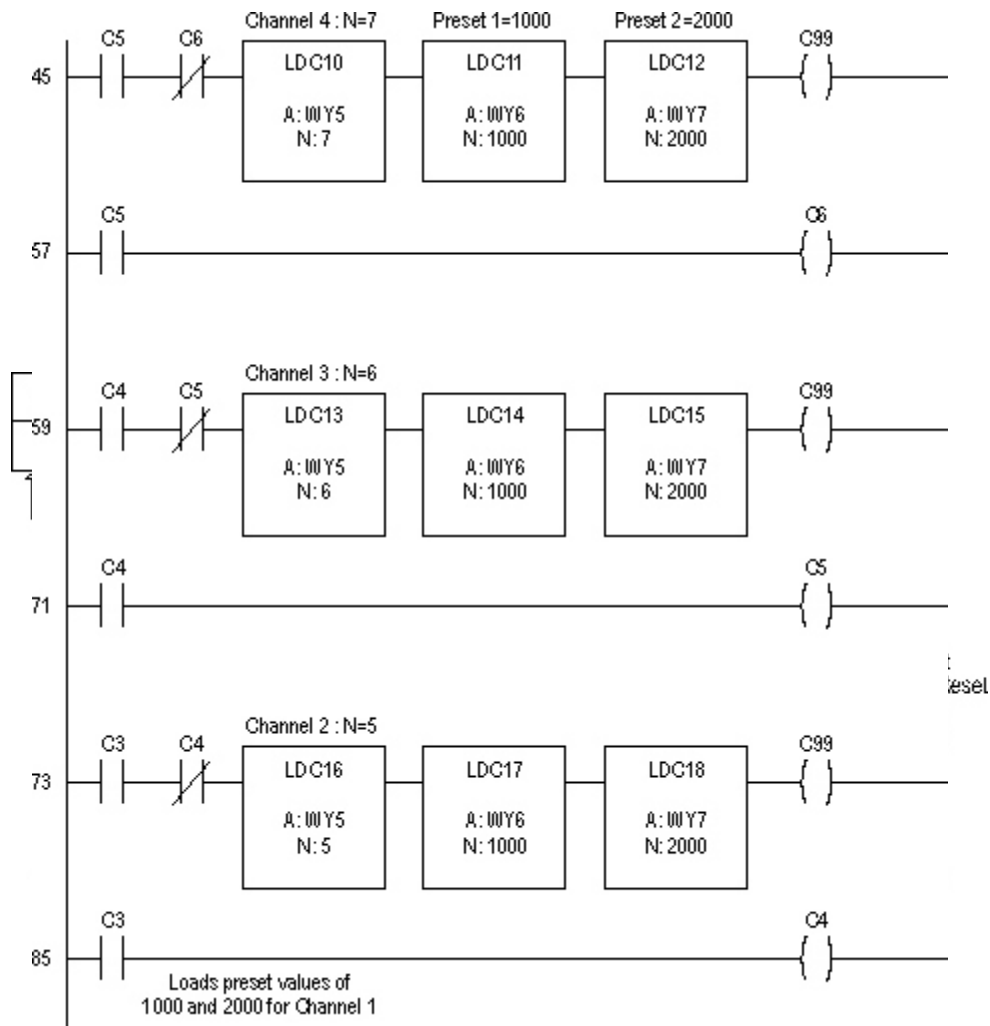 Channel 4 : N=7 Preset 1=1000 Preset 2=2000
C5 C6 C99
45 LDC10 LDC11 LDC12
A: WY5 A: WY6 A: WY7
N: 7 N: 1000 N: 2000
C5 C6
57
Channel 3 : N=6
C4 C5 C99
59 LDC13 LDC14 LDC15
A: WY5 A: WY6 A: WY7
N: 6 N: 1000 N: 2000
C4 C5
71
Channel 2 : N=5
C3 C4 C99
73 LDC16 LDC17 LDC18
A: WY5 A: WY6 A: WY7
N: 5 N: 1000 N: 2000
C3 C4
85
Loads preset values of
1000 and 2000 for Channel 1